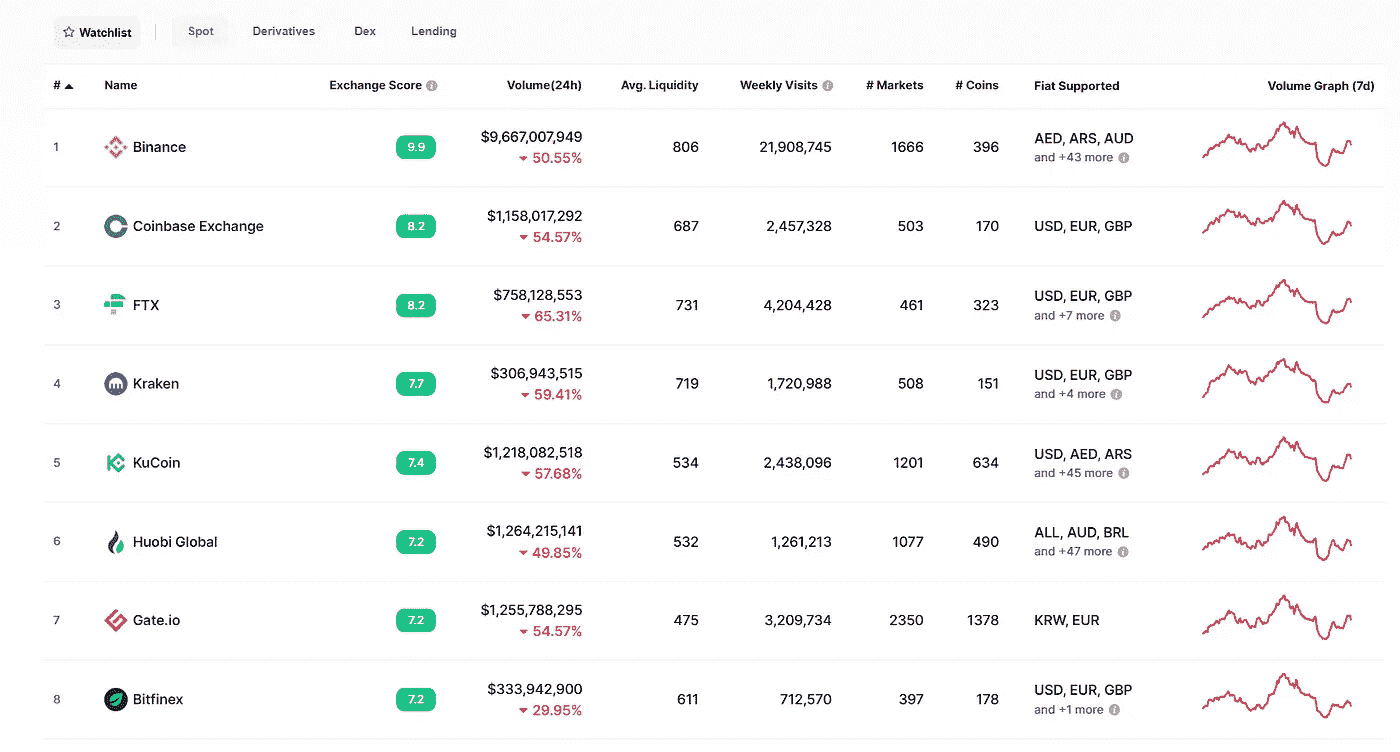 Watchlist Spot Derivatives Dex Lending
# Name Exchange Score Volume(24h) Avg. Liquidity Weekly Visits # Markets # Coins Fiat Supported Volume Graph (7d)
1 Binance 9.9 $9,667,007,949 806 21,908,745 1666 396 AED, ARS, AUD
50.55% and +43 more
2 Coinbase Exchange 8.2 $1,158,017,292 687 2,457,328 503 170 USD, EUR, GBP
54.57%
3 FTX 8.2 $758,128,553 731 4,204,428 461 323 USD, EUR, GBP
65.31% and +7 more
4 Kraken 7.7 $306,943,515 719 1,720,988 508 151 USD, EUR, GBP
59.41% and +4 more
5 KuCoin 7.4 $1,218,082,518 534 2,438,096 1201 634 USD, AED, ARS
57.68% and +45 more
6 Huobi Global 7.2 $1,264,215,141 532 1,261,213 1077 490 ALL, AUD, BRL
49.85% and +47 more
7 Gate.io 7.2 $1,255,788,295 475 3,209,734 2350 1378 KRW, EUR
54.57%
8 Bitfinex 7.2 $333,942,900 611 712,570 397 178 USD, EUR, GBP
29.95% and +1 more